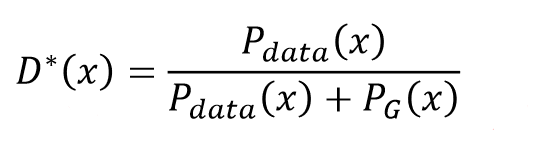 D*(x) = P_data(x) / (P_data(x) + P_G(x))